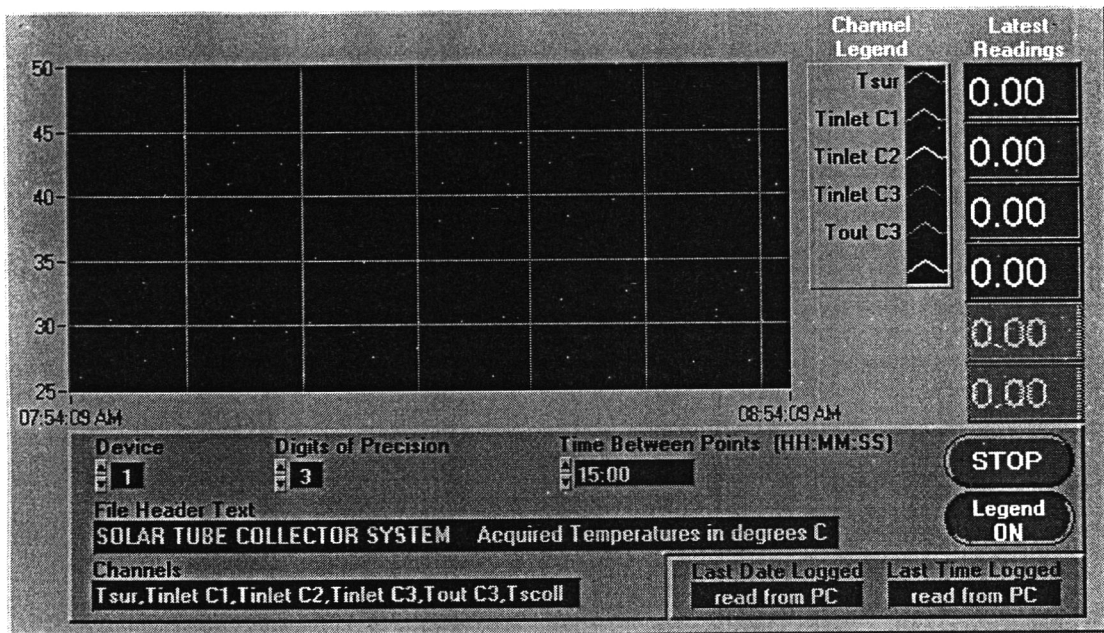 Channel Legend
Latest Readings
50
45
40
35
30
25
07:54:09 AM
08:54:09 AM
Tsur
Tinlet C1
Tinlet C2
Tinlet C3
Tout C3
0.00
0.00
0.00
0.00
0.00
0.00
Device
1
Digits of Precision
3
Time Between Points (HH:MM:SS)
15:00
STOP
File Header Text
SOLAR TUBE COLLECTOR SYSTEM Acquired Temperatures in degrees C
Legend
ON
Channels
Tsur,Tinlet C1,Tinlet C2,Tinlet C3,Tout C3,Tscoll
Last Date Logged
read from PC
Last Time Logged
read from PC